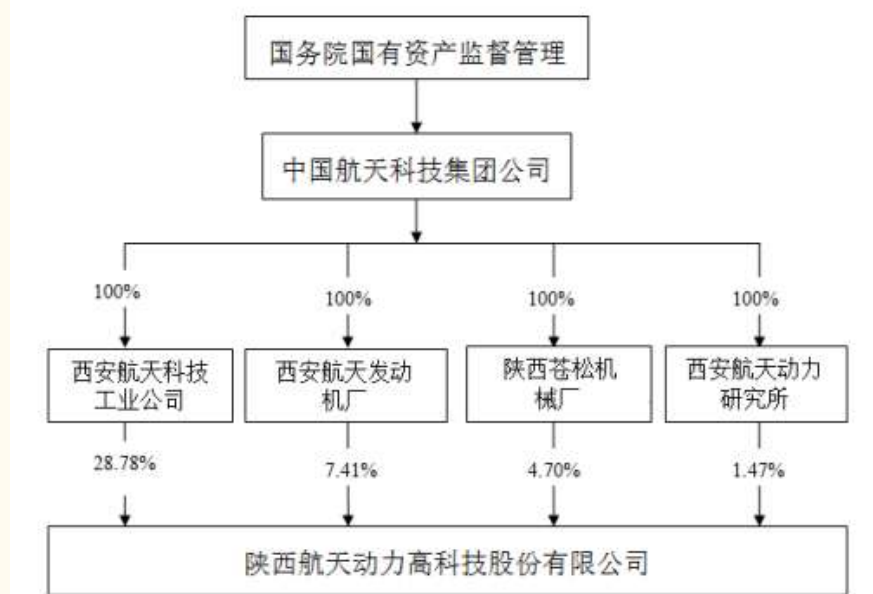 国务院国有资产监督管理
中国航天科技集团公司
100%
100%
100%
100%
西安航天科技
工业公司
西安航天发动
机厂
陕西苍松机
械厂
西安航天动力
研究所
28.78%
7.41%
4.70%
1.47%
陕西航天动力高科技股份有限公司